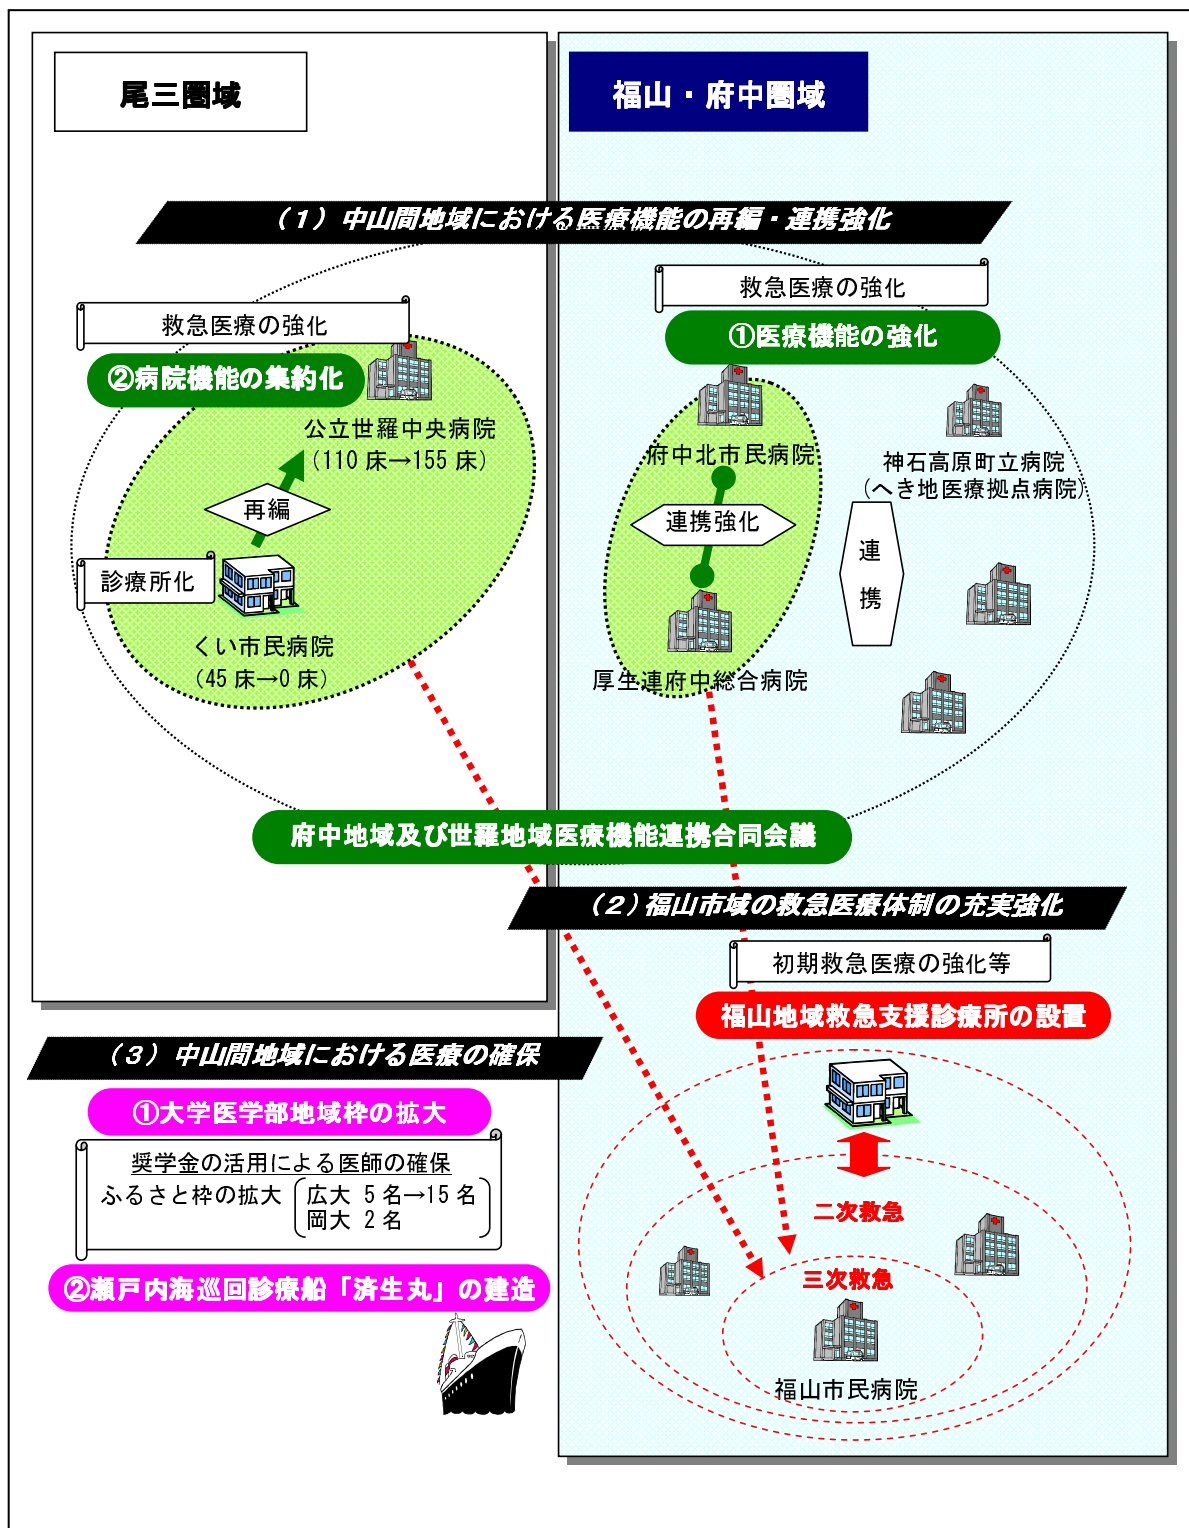 尾三圏域
福山・府中圏域
（１）中山間地域における医療機能の再編・連携強化
救急医療の強化
②病院機能の集約化
公立世羅中央病院
（110 床→155 床）
再編
診療所化
くい市民病院
（45 床→0 床）
救急医療の強化
①医療機能の強化
府中北市民病院
連携強化
厚生連府中総合病院
神石高原町立病院
（へき地医療拠点病院）
連
携
府中地域及び世羅地域医療機能連携合同会議
（２）福山市域の救急医療体制の充実強化
初期救急医療の強化等
福山地域救急支援診療所の設置
二次救急
三次救急
福山市民病院
（３）中山間地域における医療の確保
①大学医学部地域枠の拡大
奨学金の活用による医師の確保
ふるさと枠の拡大 広大 5 名→15 名
岡大 2 名
②瀬戸内海巡回診療船「済生丸」の建造